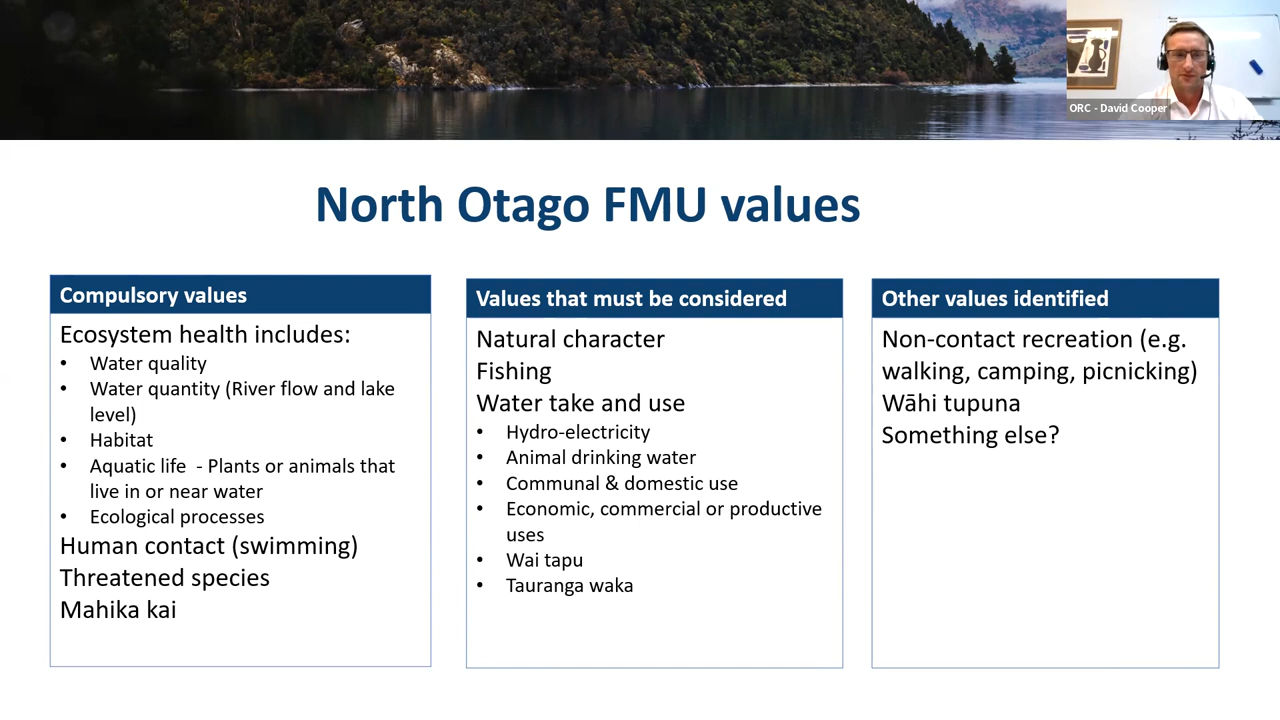 ORC - David Cooper
North Otago FMU values
Compulsory values
Ecosystem health includes:
• Water quality
• Water quantity (River flow and lake
level)
• Habitat
• Aquatic life  - Plants or animals that
live in or near water
• Ecological processes
Human contact (swimming)
Threatened species
Mahika kai
Values that must be considered
Natural character
Fishing
Water take and use
• Hydro-electricity
• Animal drinking water
• Communal & domestic use
• Economic, commercial or productive
uses
• Wai tapu
• Tauranga waka
Other values identified
Non-contact recreation (e.g.
walking, camping, picnicking)
Wāhi tupuna
Something else?